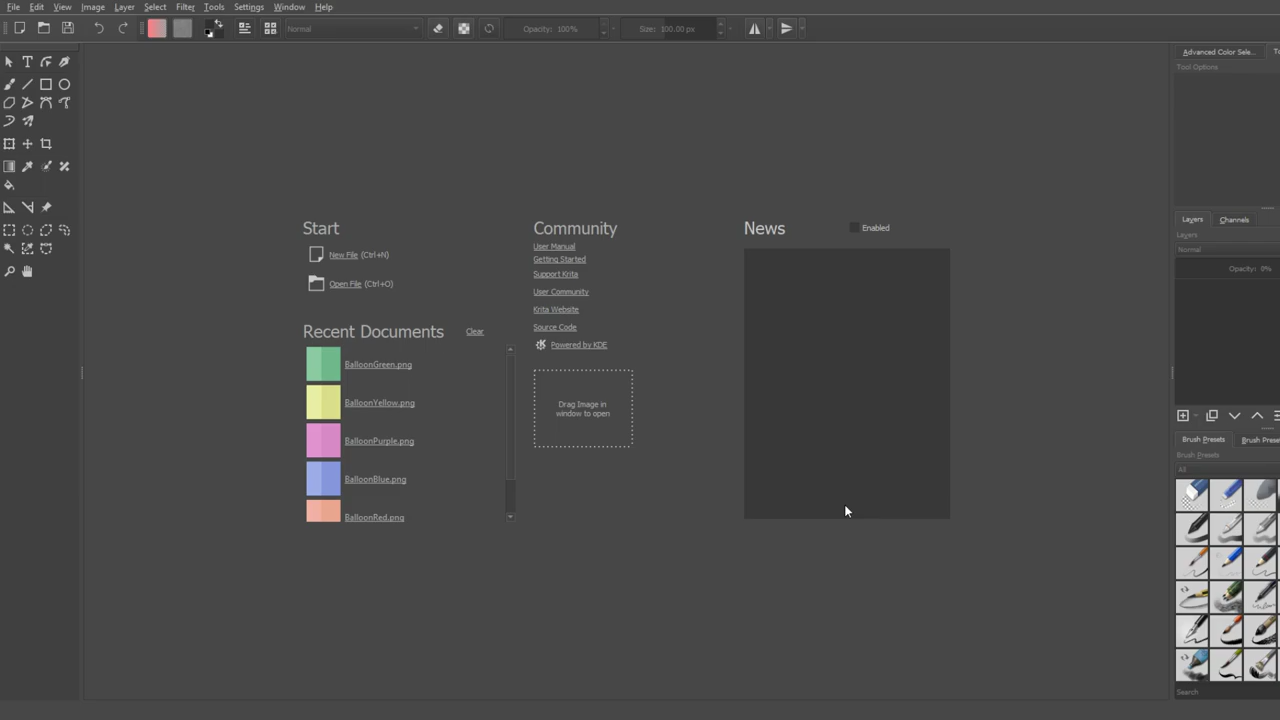 File Edit View Image Layer Select Filter Tools Settings Window Help
Normal Opacity: 100% Size: 100.00 px
Advanced Color Sele...
Tool Options
Start
New File (Ctrl+N)
Open File (Ctrl+O)
Recent Documents Clear
BalloonGreen.png
BalloonYellow.png
BalloonPurple.png
BalloonBlue.png
BalloonRed.png
Community
User Manual
Getting Started
Support Krita
User Community
Krita Website
Source Code
Powered by KDE
Drag Image in
window to open
News Enabled
Layers Channels
Layers
Normal
Opacity: 0%
Brush Presets Brush Prese
Brush Presets
All
Search